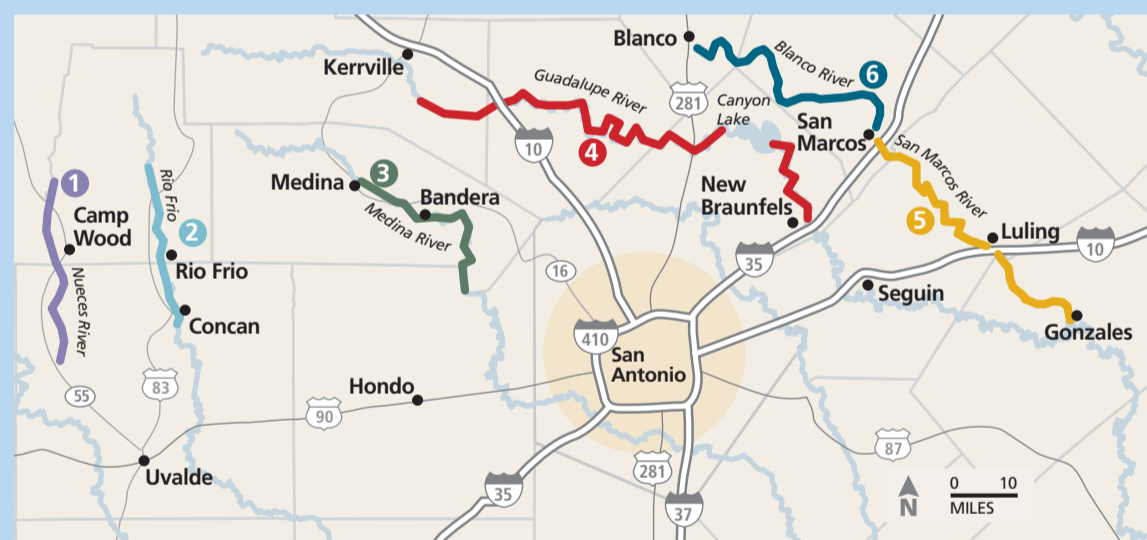 Blanco
Kerrville
Guadalupe River
281
Canyon
Lake
Blanco River
6
San
Marcos
10
4
San Marcos River
Medina
3
Bandera
Medina River
New
Braunfels
5
Luling
10
1
Camp
Wood
Nueces River
Rio Frio
2
Rio Frio
Concan
16
35
Seguin
Gonzales
410
San
Antonio
55
83
Hondo
90
Uvalde
35
281
37
87
N
0 10
MILES